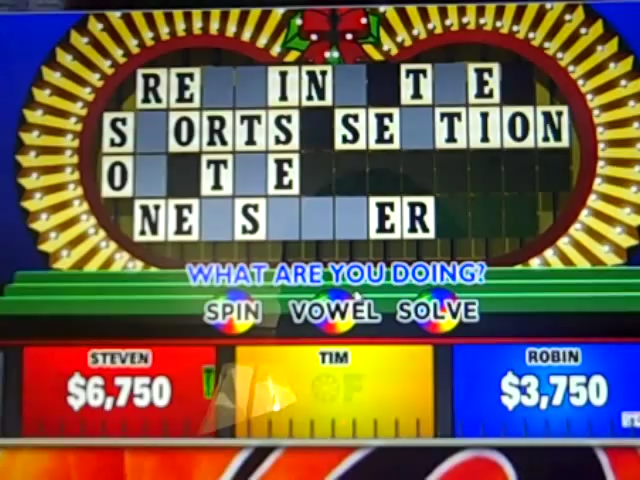 RE IN T E
S ORTS SE TION
O T E
NE S ER
WHAT ARE YOU DOING?
SPIN VOWEL SOLVE
STEVEN TIM ROBIN
$6,750 $3,750